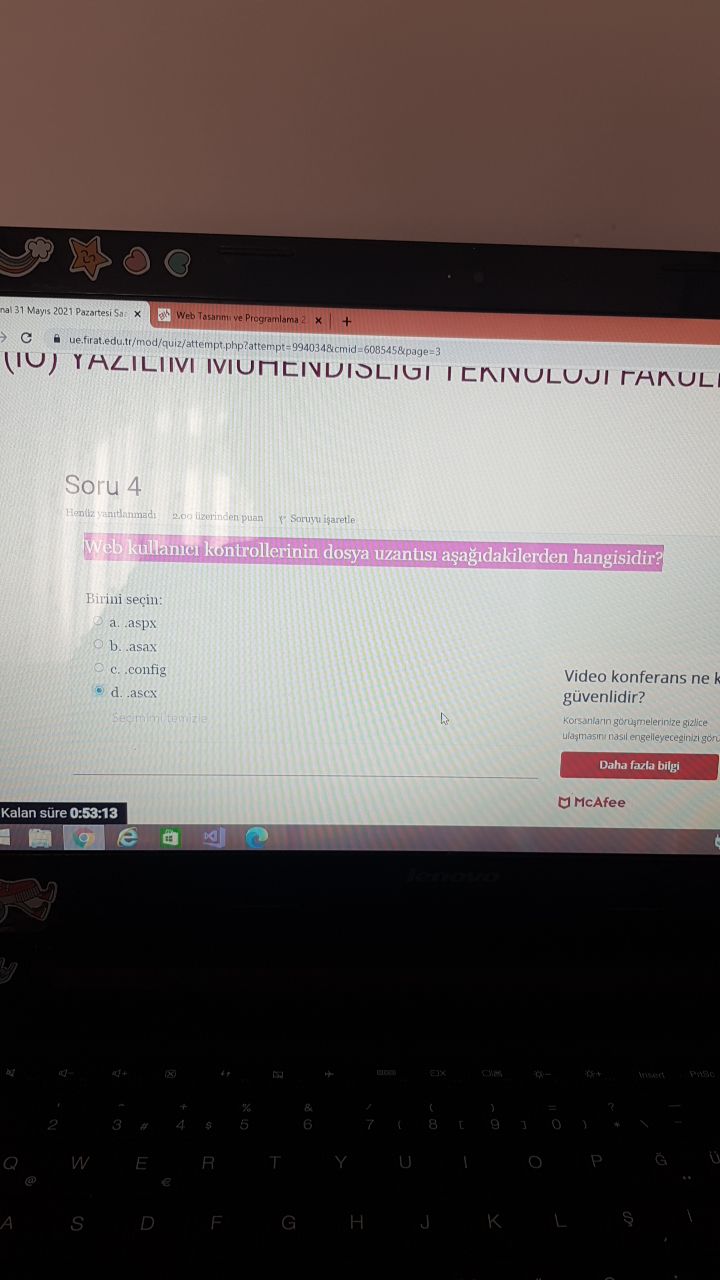 nal 31 Mayıs 2021 Pazartesi Sa
Web Tasarımı ve Programlama 2
ue.firat.edu.tr/mod/quiz/attempt.php?attempt=994034&cmid=608545&page=3
(İÖ) YAZILIM MÜHENDİSLİĞİ TEKNOLOJİ FAKÜL
Soru 4
Henüz yanıtlanmadı 2.00 üzerinden puan Soruyu işaretle
Web kullanıcı kontrollerinin dosya uzantısı aşağıdakilerden hangisidir?
Birini seçin:
a. .aspx
b. .asax
c. .config
d. .ascx
Seçimimi temizle
Video konferans ne k
güvenlidir?
Korsanların görüşmelerinize gizlice
ulaşmasını nasıl engelleyeceğinizi görü
Daha fazla bilgi
McAfee
Kalan süre 0:53:13
lenovo
Insert PrtSc
' ^ + % & / ( ) = ? _
2 3 # 4 $ 5 6 7 { 8 [ 9 ] 0 } * \ -
Q @ W E € R T Y U I O P Ğ Ü
A S D F G H J K L Ş İ